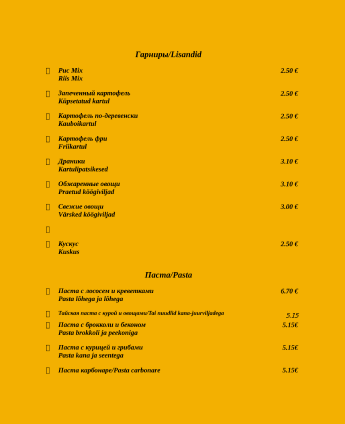 Гарниры/Lisandid
Рис Mix 2.50 €
Riis Mix
Запеченный картофель 2.50 €
Küpsetatud kartul
Картофель по-деревенски 2.50 €
Kauboikartul
Картофель фри 2.50 €
Friikartul
Драники 3.10 €
Kartulipatsikesed
Обжаренные овощи 3.10 €
Praetud köögiviljad
Свежие овощи 3.00 €
Värsked köögiviljad
Кускус 2.50 €
Kuskus
Паста/Pasta
Паста с лососем и креветками 6.70 €
Pasta lõhega ja lõhega
Тайская паста с курой и овощами/Tai nuudlid kana-juurviljadega 5.15
Паста с брокколи и беконом 5.15€
Pasta brokkoli ja peekoniga
Паста с курицей и грибами 5.15€
Pasta kana ja seentega
Паста карбонаре/Pasta carbonare 5.15€